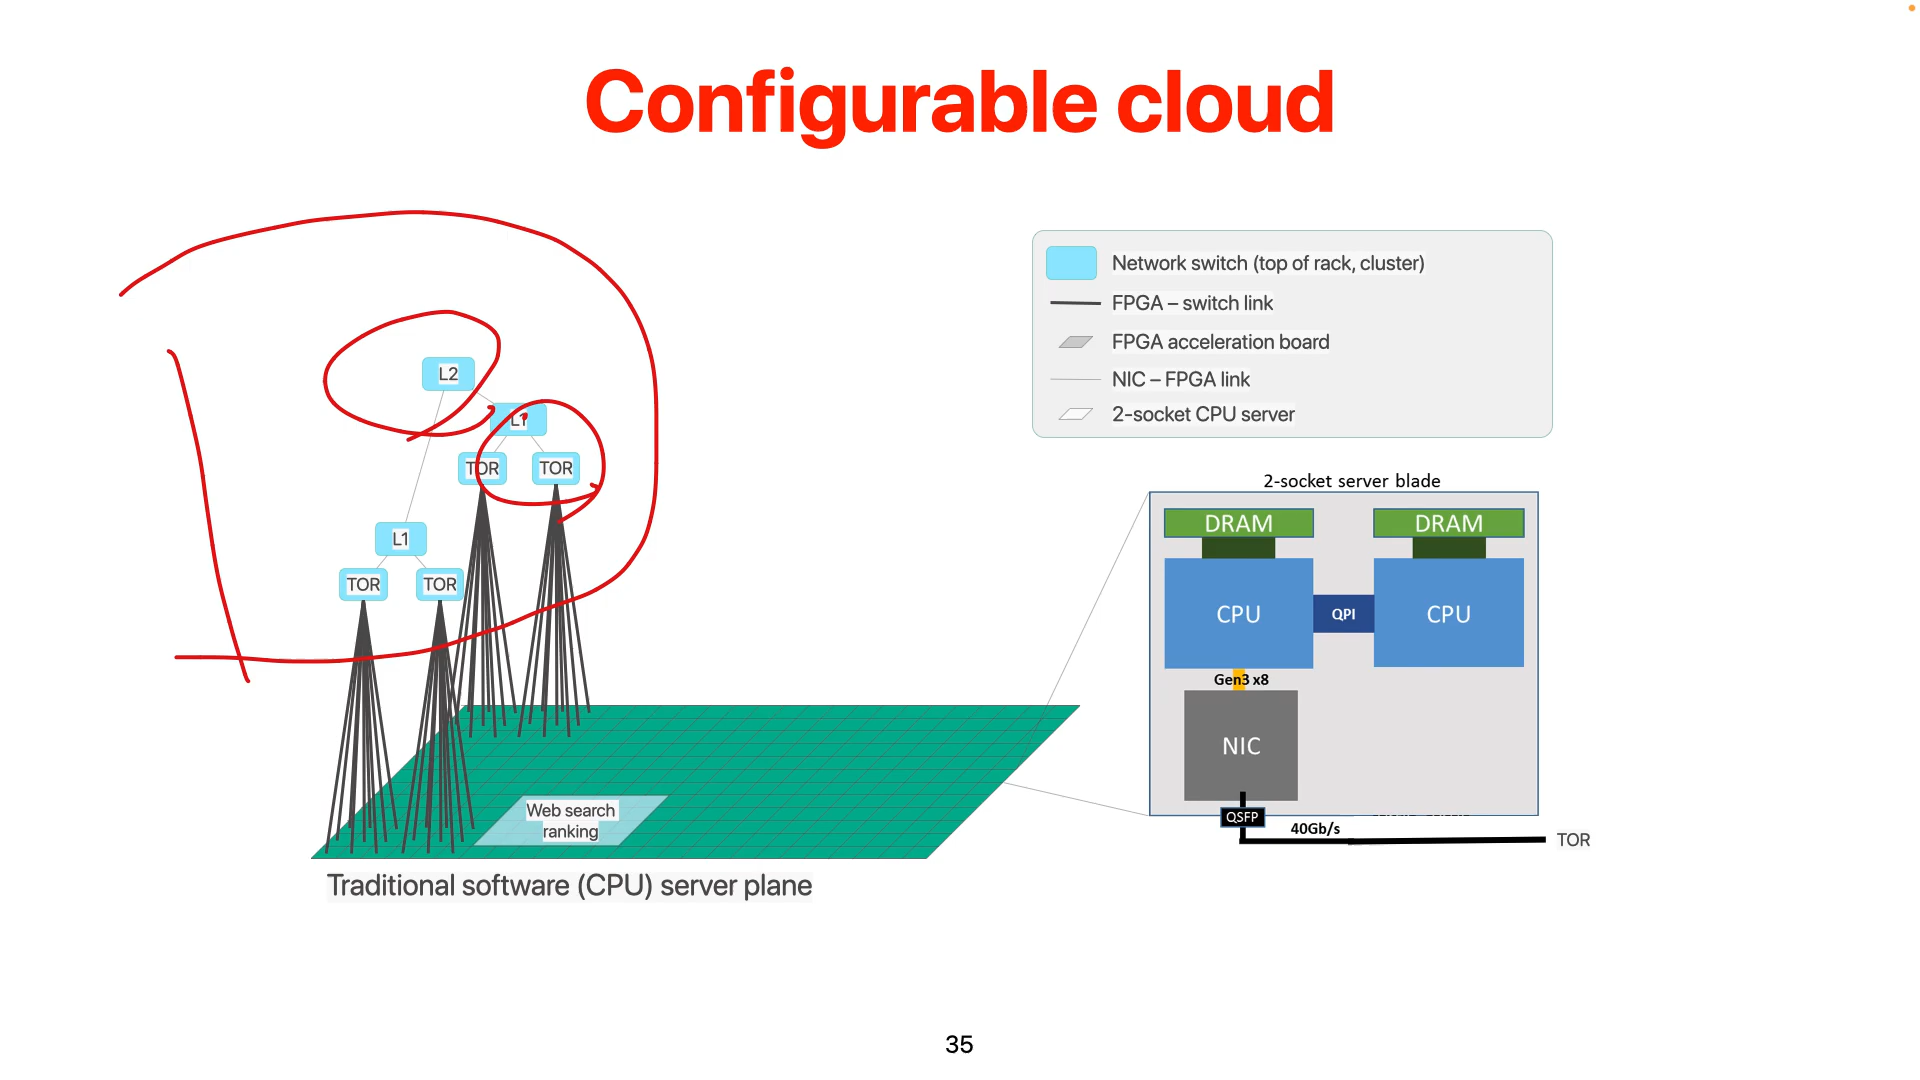 Configurable cloud
L2
L1
TOR
TOR
L1
TOR
TOR
Web search
ranking
Traditional software (CPU) server plane
Network switch (top of rack, cluster)
FPGA – switch link
FPGA acceleration board
NIC – FPGA link
2-socket CPU server
2-socket server blade
DRAM
DRAM
CPU
QPI
CPU
Gen3 x8
NIC
QSFP
40Gb/s
TOR
35